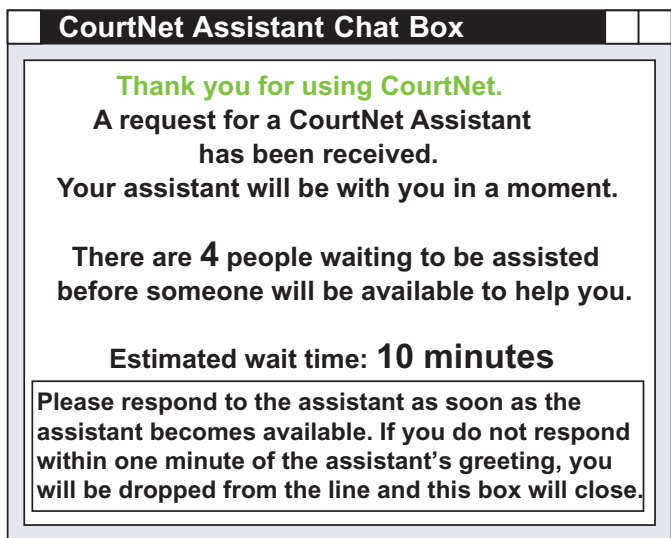 CourtNet Assistant Chat Box
Thank you for using CourtNet.
A request for a CourtNet Assistant
has been received.
Your assistant will be with you in a moment.
There are 4 people waiting to be assisted
before someone will be available to help you.
Estimated wait time: 10 minutes
Please respond to the assistant as soon as the
assistant becomes available. If you do not respond
within one minute of the assistant’s greeting, you
will be dropped from the line and this box will close.